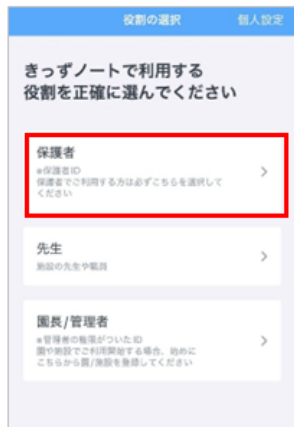 役割の選択
個人設定
きっずノートで利用する
役割を正確に選んでください
保護者
*保護者ID
保護者でご利用する方は必ずこちらを選択して
ください
先生
施設の先生や職員
園長/管理者
*管理者の権限がついたID
園や施設でご利用開始する場合、始めに
こちらから園/施設を登録してください